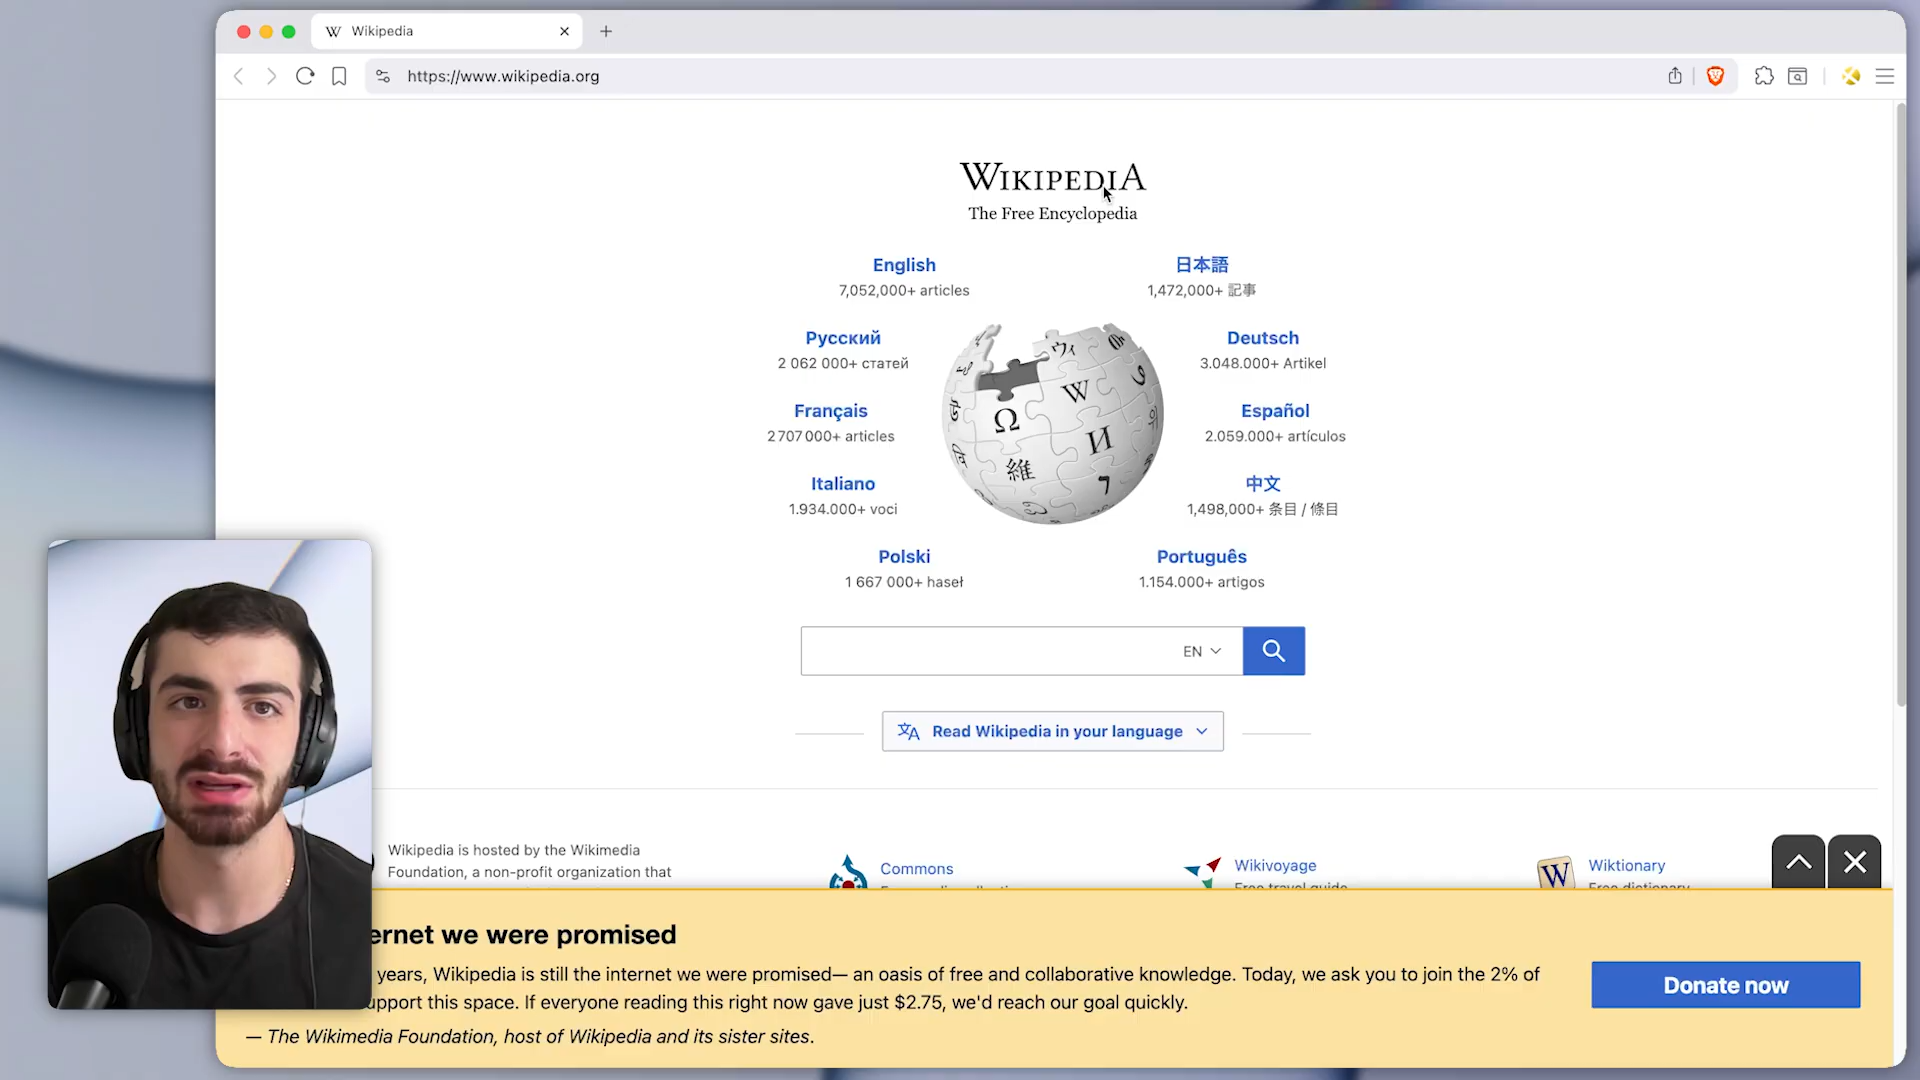 Wikipedia
https://www.wikipedia.org
WIKIPEDIA
The Free Encyclopedia
English
7,052,000+ articles
日本語
1,472,000+ 記事
Русский
2 062 000+ статей
Deutsch
3.048.000+ Artikel
Français
2 707 000+ articles
Español
2.059.000+ artículos
Italiano
1.934.000+ voci
中文
1,498,000+ 条目 / 條目
Polski
1 667 000+ haseł
Português
1.154.000+ artigos
Ω W И 維
EN
Read Wikipedia in your language
Wikipedia is hosted by the Wikimedia
Foundation, a non-profit organization that
Commons
Wikivoyage
Free travel guide
Wiktionary
Free dictionary
ernet we were promised
years, Wikipedia is still the internet we were promised— an oasis of free and collaborative knowledge. Today, we ask you to join the 2% of
upport this space. If everyone reading this right now gave just $2.75, we'd reach our goal quickly.
— The Wikimedia Foundation, host of Wikipedia and its sister sites.
Donate now